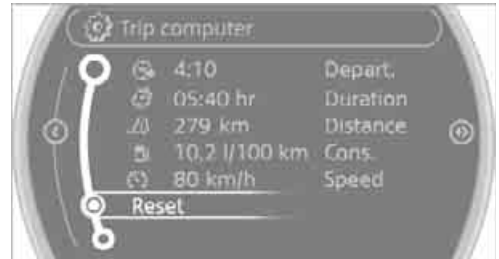 Trip computer
4:10 Depart.
05:40 hr Duration
279 km Distance
10,2 l/100 km Cons.
80 km/h Speed
Reset